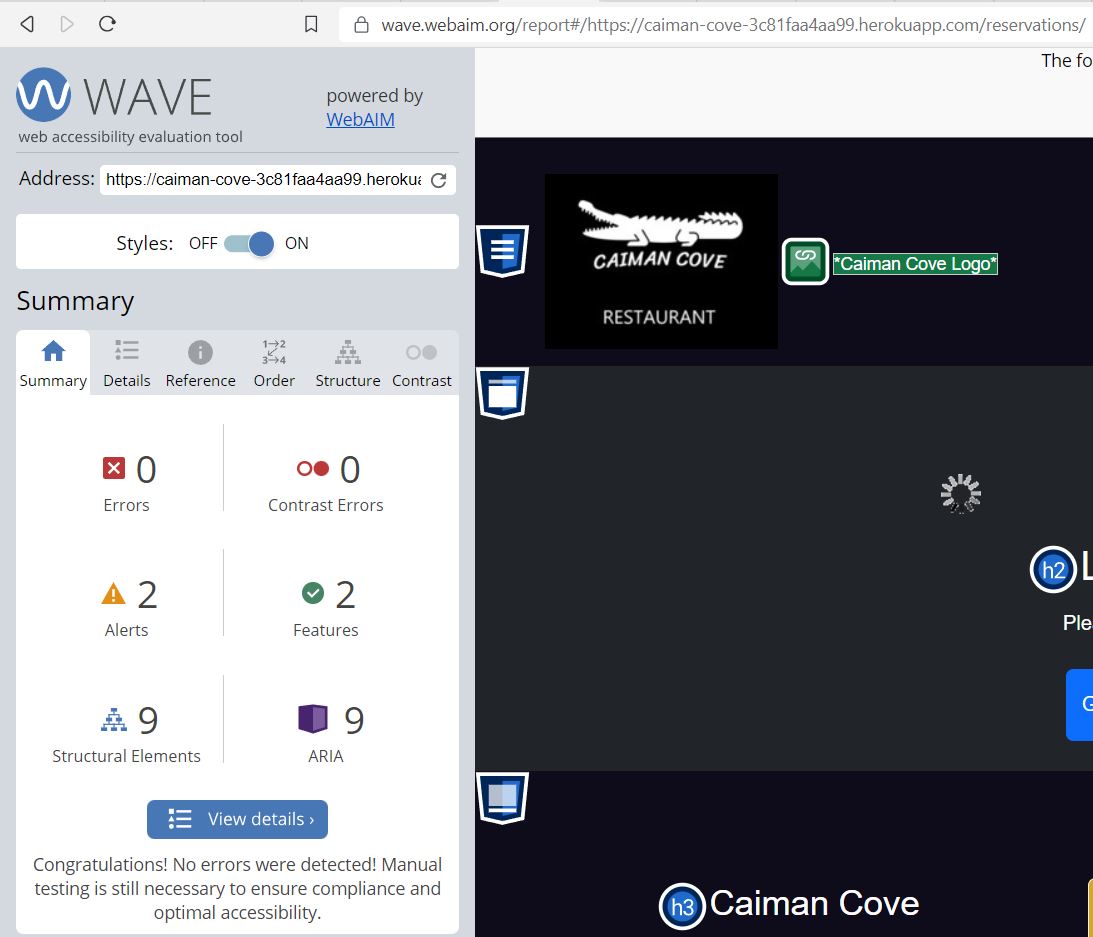 wave.webaim.org/report#/https://caiman-cove-3c81faa4aa99.herokuapp.com/reservations/
WAVE
web accessibility evaluation tool
powered by
WebAIM
Address: https://caiman-cove-3c81faa4aa99.heroku
Styles: OFF ON
Summary
Summary Details Reference Order Structure Contrast
1→2
3→4
0 Errors
0 Contrast Errors
2 Alerts
2 Features
9 Structural Elements
9 ARIA
View details ›
Congratulations! No errors were detected! Manual
testing is still necessary to ensure compliance and
optimal accessibility.
The fo
CAIMAN COVE
RESTAURANT
*Caiman Cove Logo*
h2 L
Plea
G
h3 Caiman Cove